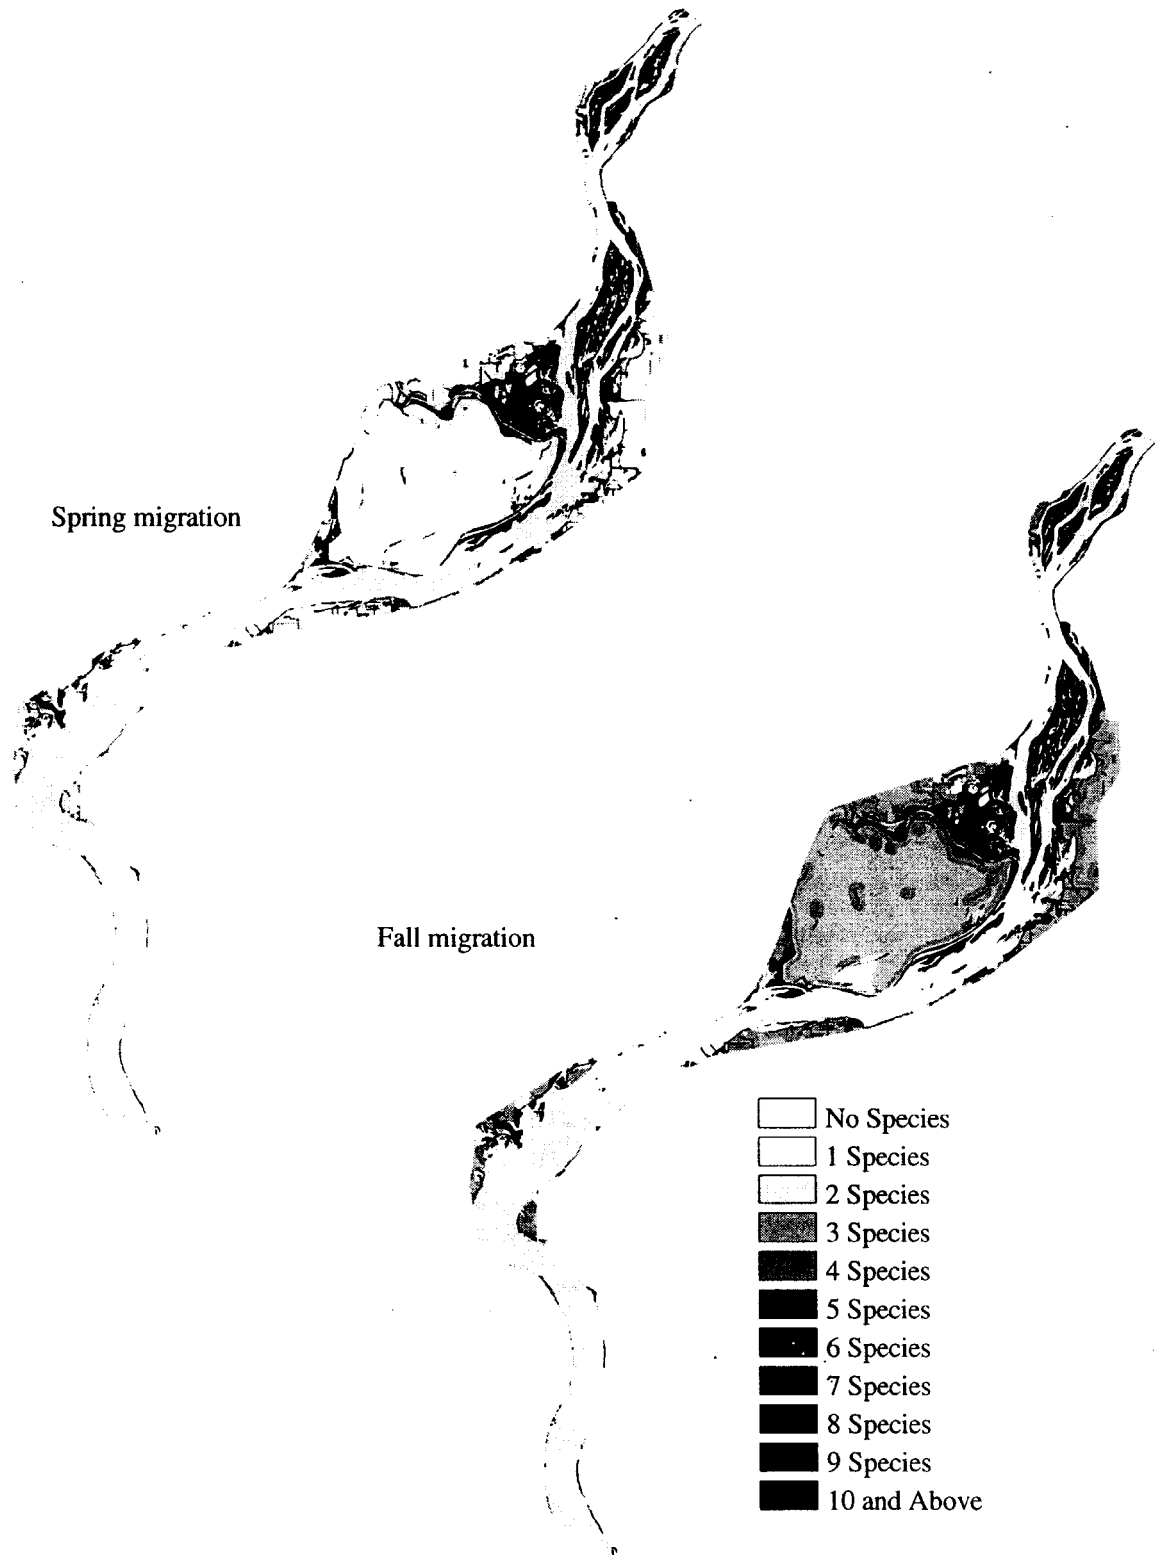 Spring migration
Fall migration
No Species
1 Species
2 Species
3 Species
4 Species
5 Species
6 Species
7 Species
8 Species
9 Species
10 and Above